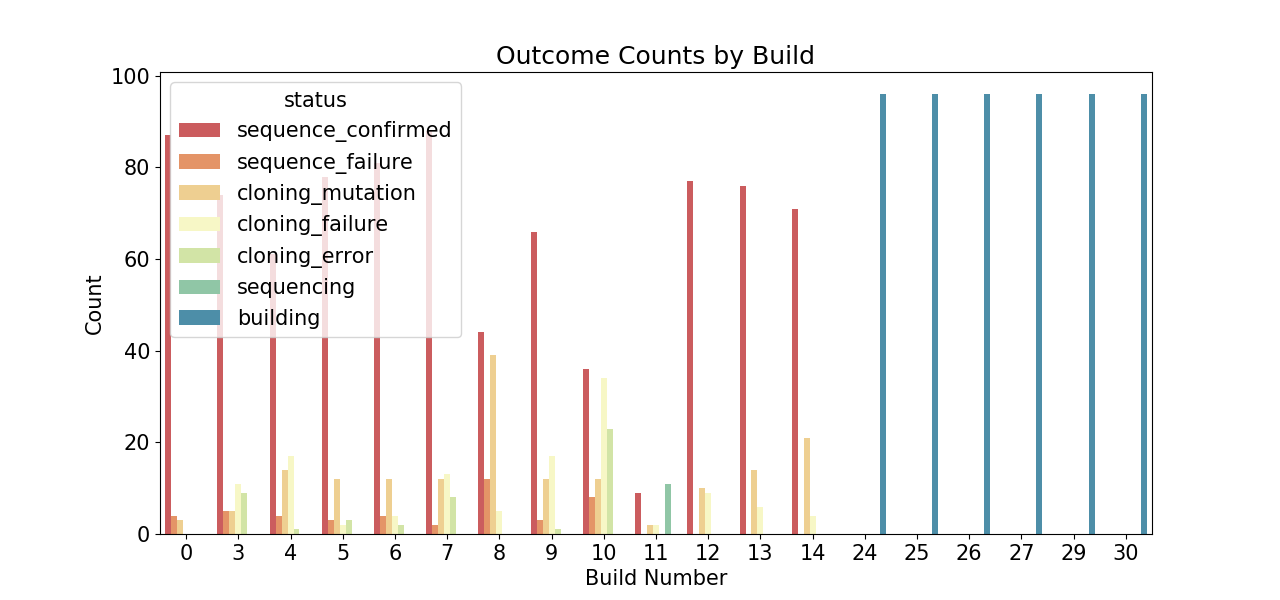 Outcome Counts by Build
100
80
60
40
20
0
Count
status
sequence_confirmed
sequence_failure
cloning_mutation
cloning_failure
cloning_error
sequencing
building
0 3 4 5 6 7 8 9 10 11 12 13 14 24 25 26 27 29 30
Build Number